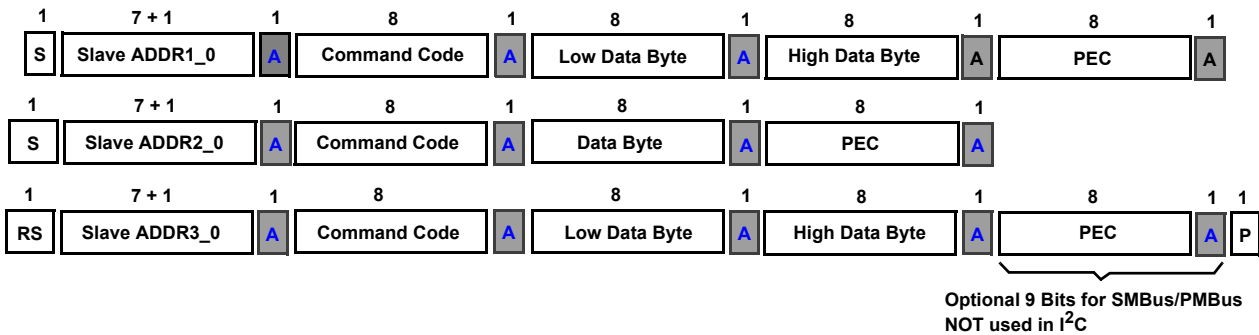 1 7 + 1 1 8 1 8 1 8 1 8 1
S Slave ADDR1_0 A Command Code A Low Data Byte A High Data Byte A PEC A
1 7 + 1 1 8 1 8 1 8 1
S Slave ADDR2_0 A Command Code A Data Byte A PEC A
1 7 + 1 1 8 1 8 1 8 1 8 1 1
RS Slave ADDR3_0 A Command Code A Low Data Byte A High Data Byte A PEC A P
Optional 9 Bits for SMBus/PMBus
NOT used in I²C